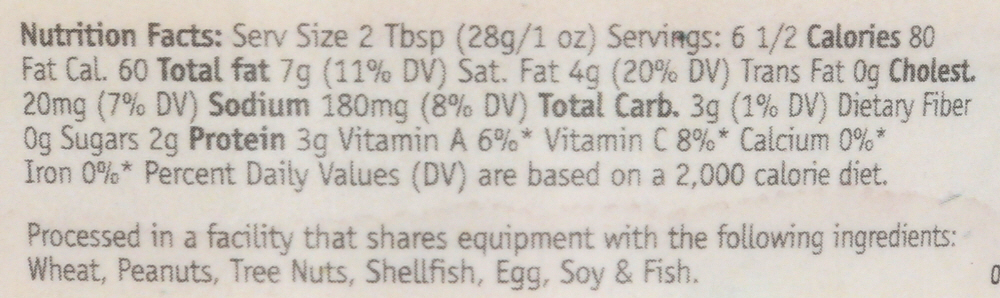 Nutrition Facts: Serv Size 2 Tbsp (28g/1 oz) Servings: 6 1/2 Calories 80
Fat Cal. 60 Total fat 7g (11% DV) Sat. Fat 4g (20% DV) Trans Fat 0g Cholest.
20mg (7% DV) Sodium 180mg (8% DV) Total Carb. 3g (1% DV) Dietary Fiber
0g Sugars 2g Protein 3g Vitamin A 6%* Vitamin C 8%* Calcium 0%*
Iron 0%* Percent Daily Values (DV) are based on a 2,000 calorie diet.
Processed in a facility that shares equipment with the following ingredients:
Wheat, Peanuts, Tree Nuts, Shellfish, Egg, Soy & Fish.